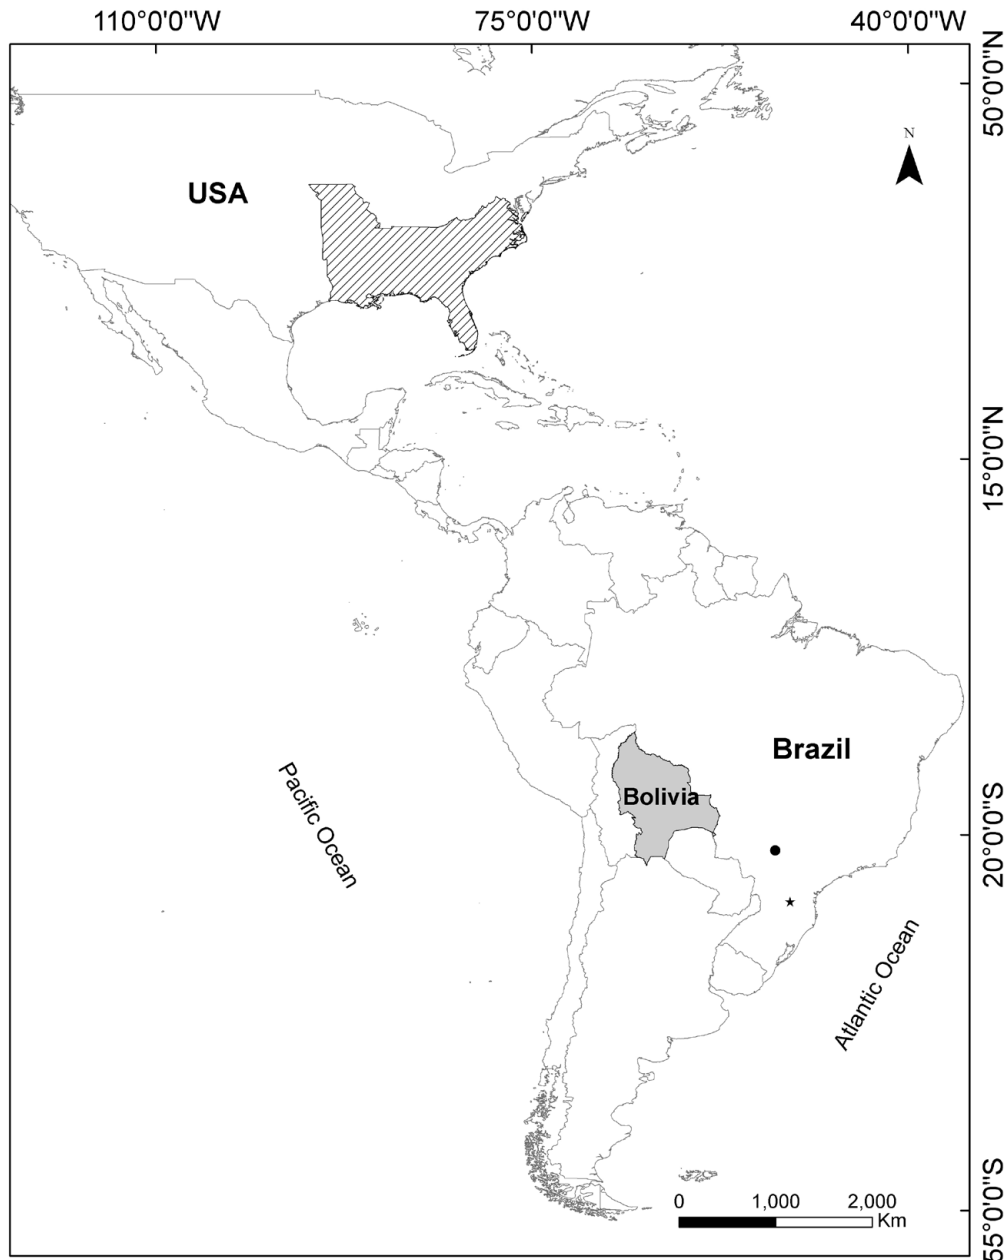 110°0'0"W 75°0'0"W 40°0'0"W
50°0'0"N
N
USA
15°0'0"N
Brazil
Bolivia
Pacific Ocean
20°0'0"S
Atlantic Ocean
0 1,000 2,000
Km
55°0'0"S